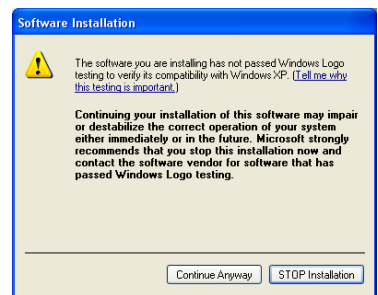 Software Installation
The software you are installing has not passed Windows Logo
testing to verify its compatibility with Windows XP. (Tell me why
this testing is important.)
Continuing your installation of this software may impair
or destabilize the correct operation of your system
either immediately or in the future. Microsoft strongly
recommends that you stop this installation now and
contact the software vendor for software that has
passed Windows Logo testing.
Continue Anyway STOP Installation